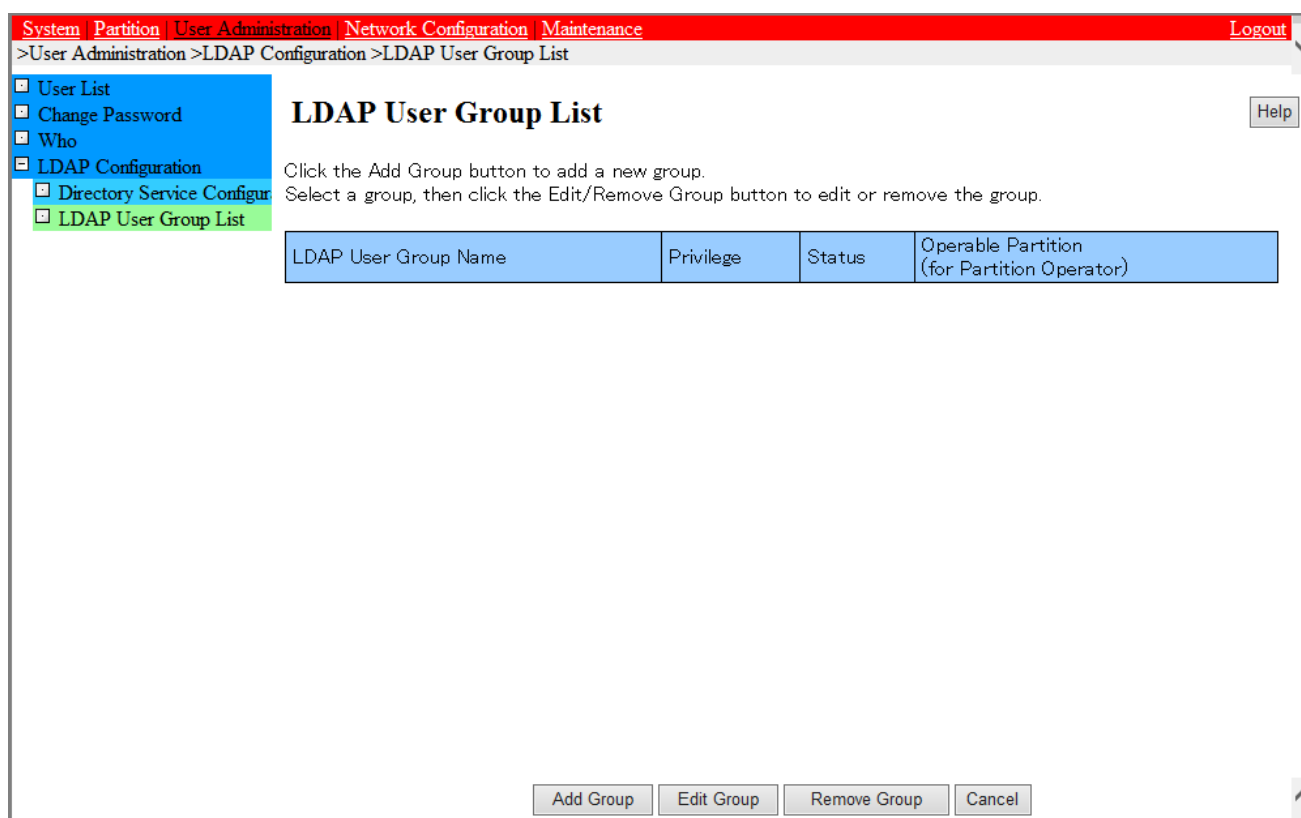 System | Partition | User Administration | Network Configuration | Maintenance Logout
>User Administration >LDAP Configuration >LDAP User Group List
User List
Change Password
Who
LDAP Configuration
Directory Service Configur
LDAP User Group List
LDAP User Group List
Help
Click the Add Group button to add a new group.
Select a group, then click the Edit/Remove Group button to edit or remove the group.
LDAP User Group Name Privilege Status Operable Partition
(for Partition Operator)
Add Group Edit Group Remove Group Cancel